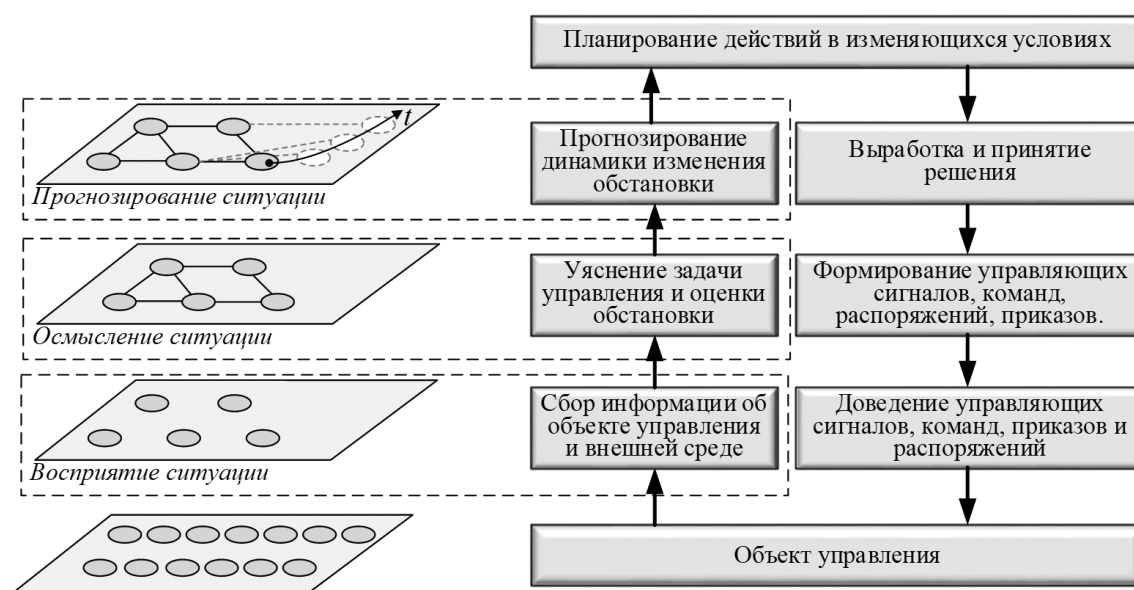 Планирование действий в изменяющихся условиях
t
Прогнозирование
динамики изменения
обстановки
Выработка и принятие
решения
Прогнозирование ситуации
Уяснение задачи
управления и оценки
обстановки
Формирование управляющих
сигналов, команд,
распоряжений, приказов.
Осмысление ситуации
Сбор информации об
объекте управления
и внешней среде
Доведение управляющих
сигналов, команд, приказов и
распоряжений
Восприятие ситуации
Объект управления